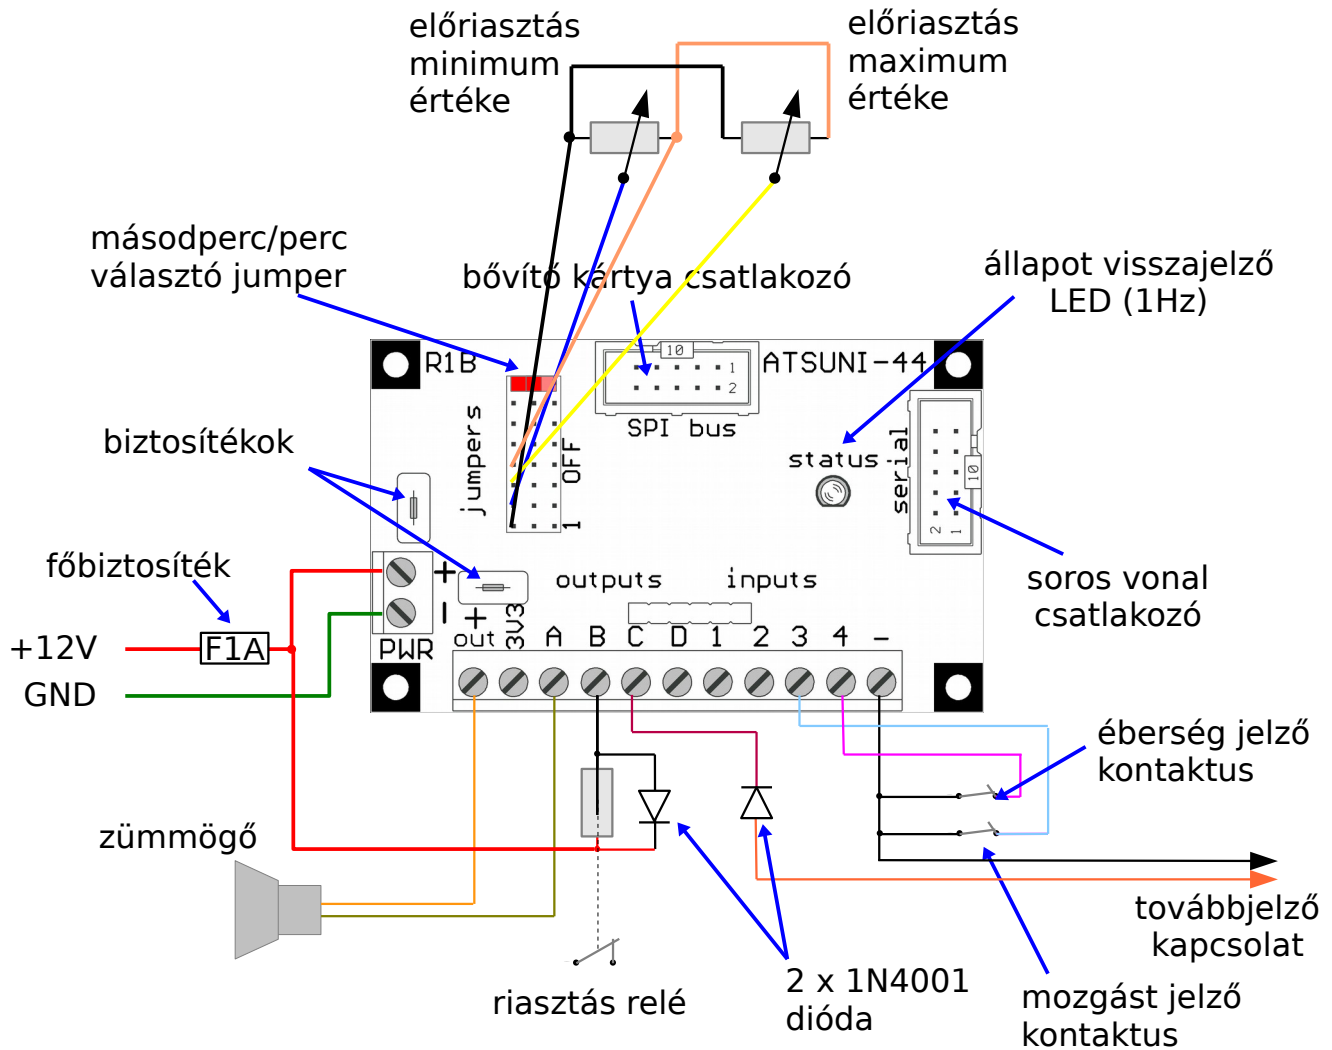 előriasztás
minimum
értéke
előriasztás
maximum
értéke
másodperc/perc
választó jumper
bővítő kártya csatlakozó
állapot visszajelző
LED (1Hz)
R1B
10
1
2
ATSUNI-44
SPI bus
jumpers
OFF
1
status
serial
10
2
1
biztosítékok
főbiztosíték
+
−
+
outputs
inputs
soros vonal
csatlakozó
+12V
F1A
GND
PWR
out
3V3
A
B
C
D
1
2
3
4
−
éberség jelző
kontaktus
zümmögő
továbbjelző
kapcsolat
riasztás relé
2 x 1N4001
dióda
mozgást jelző
kontaktus